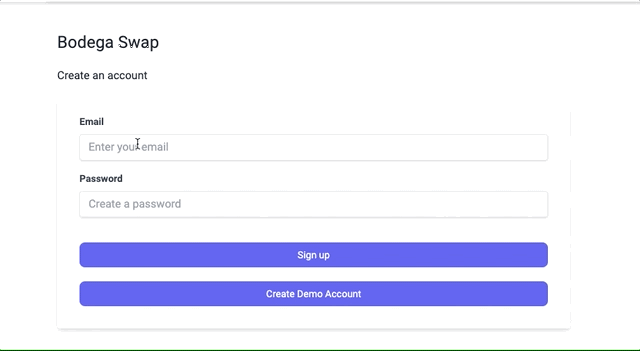 Bodega Swap
Create an account
Email
Enter your email
Password
Create a password
Sign up
Create Demo Account